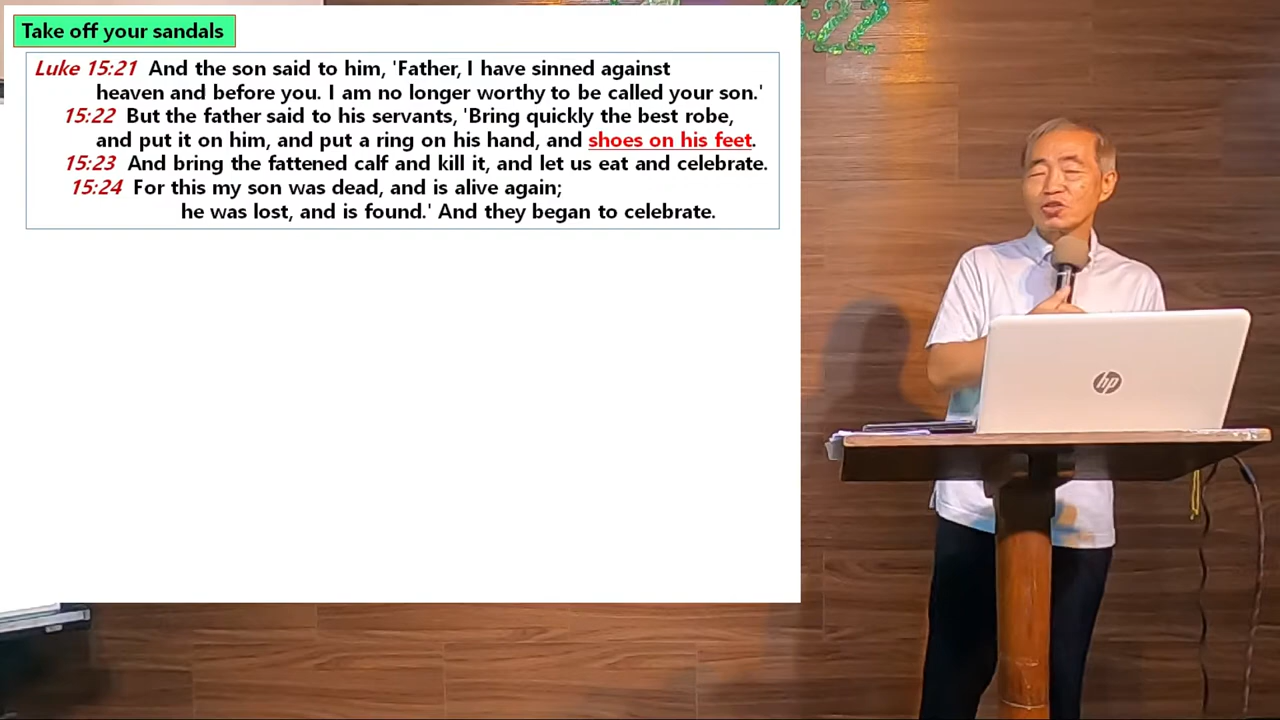 Take off your sandals
Luke 15:21 And the son said to him, 'Father, I have sinned against
heaven and before you. I am no longer worthy to be called your son.'
15:22 But the father said to his servants, 'Bring quickly the best robe,
and put it on him, and put a ring on his hand, and shoes on his feet.
15:23 And bring the fattened calf and kill it, and let us eat and celebrate.
15:24 For this my son was dead, and is alive again;
he was lost, and is found.' And they began to celebrate.
:22
hp